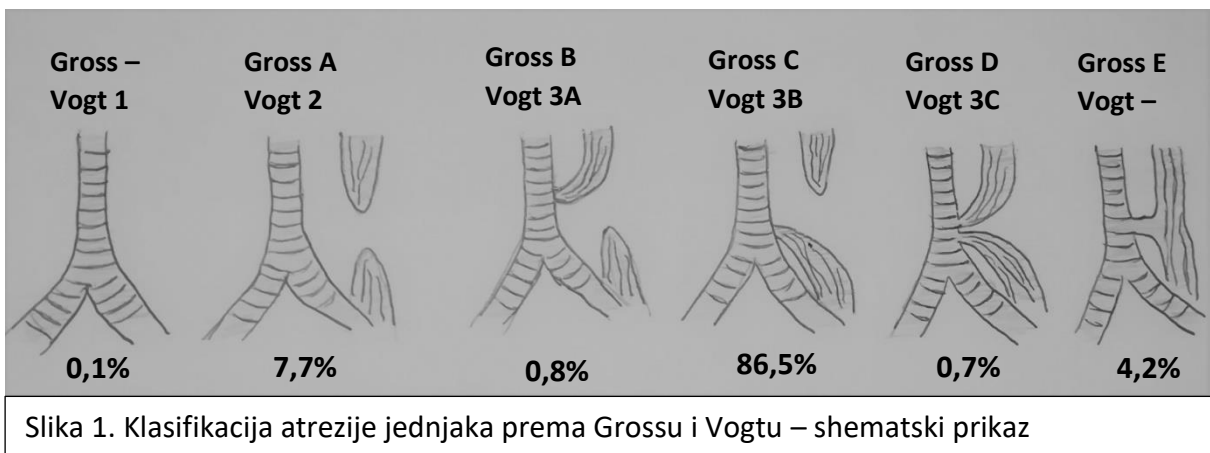 Gross –
Vogt 1
Gross A
Vogt 2
Gross B
Vogt 3A
Gross C
Vogt 3B
Gross D
Vogt 3C
Gross E
Vogt –
0,1%
7,7%
0,8%
86,5%
0,7%
4,2%
Slika 1. Klasifikacija atrezije jednjaka prema Grossu i Vogtu – shematski prikaz